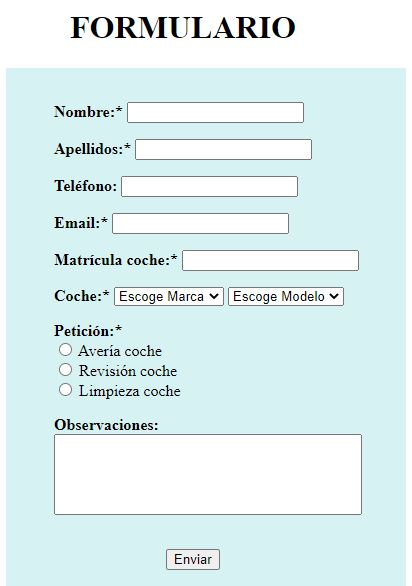 FORMULARIO
Nombre:*
Apellidos:*
Teléfono:
Email:*
Matrícula coche:*
Coche:* Escoge Marca Escoge Modelo
Petición:*
Avería coche
Revisión coche
Limpieza coche
Observaciones:
Enviar